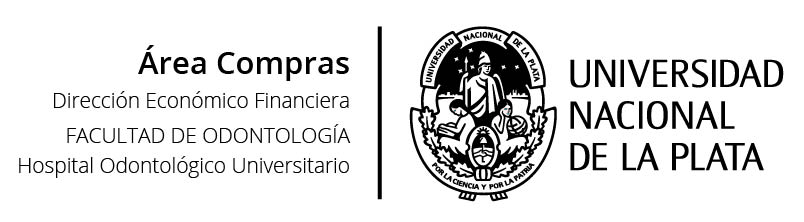 Área Compras
Dirección Económico Financiera
FACULTAD DE ODONTOLOGÍA
Hospital Odontológico Universitario
UNIVERSIDAD NACIONAL DE LA PLATA
POR LA CIENCIA Y POR LA PATRIA
UNIVERSIDAD
NACIONAL
DE LA PLATA